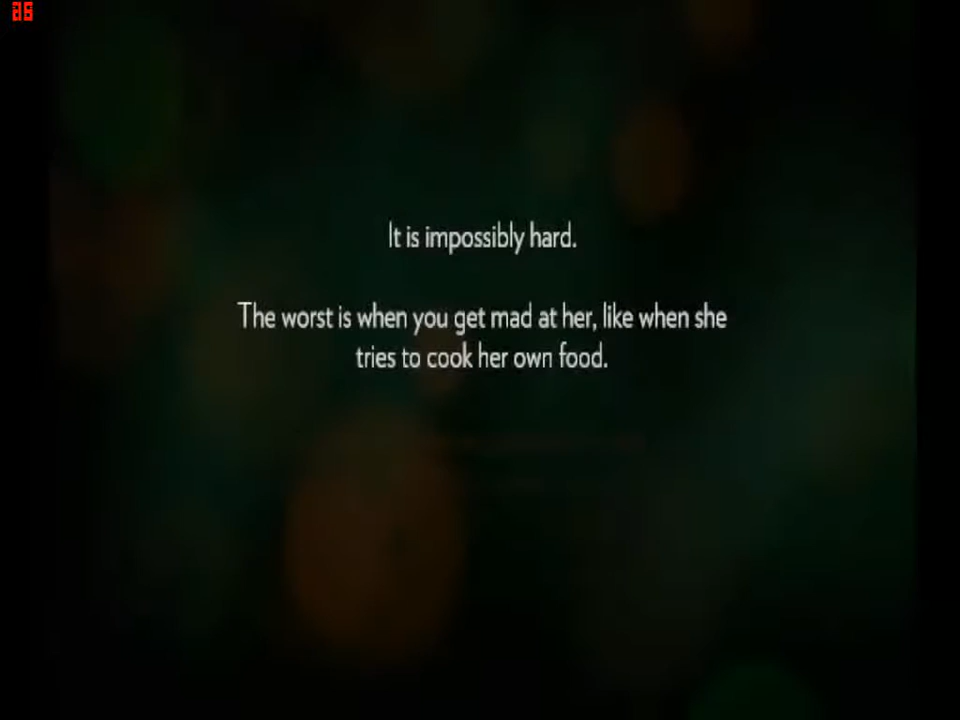 26
It is impossibly hard.
The worst is when you get mad at her, like when she
tries to cook her own food.